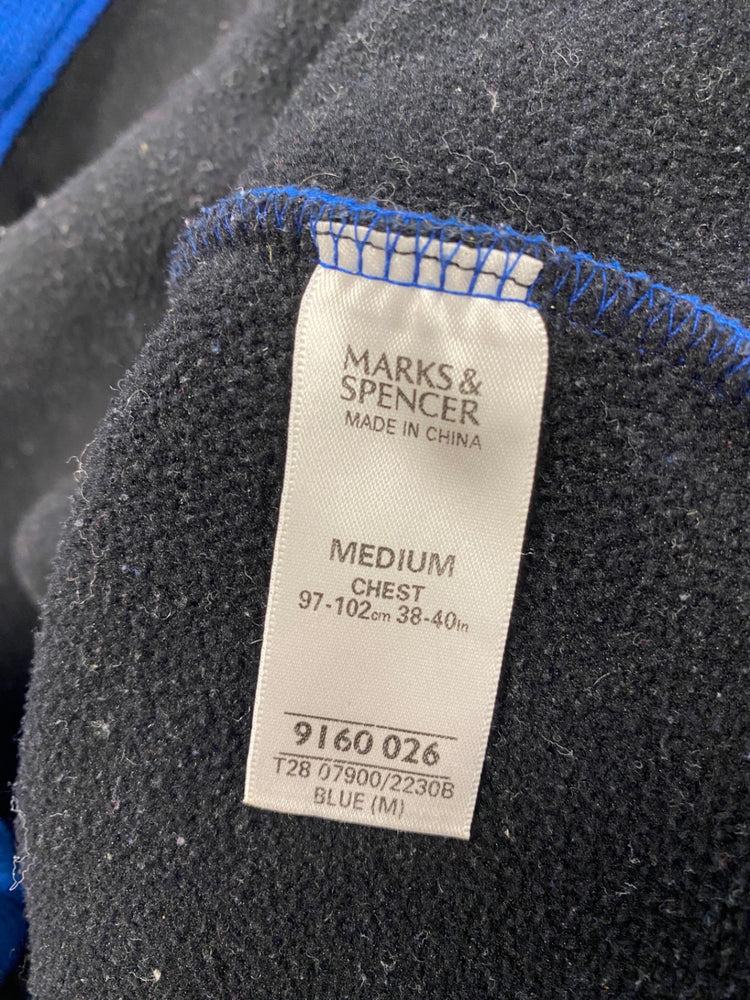 MARKS &
SPENCER
MADE IN CHINA
MEDIUM
CHEST
97-102cm 38-40in
9160 026
T28 07900/2230B
BLUE (M)